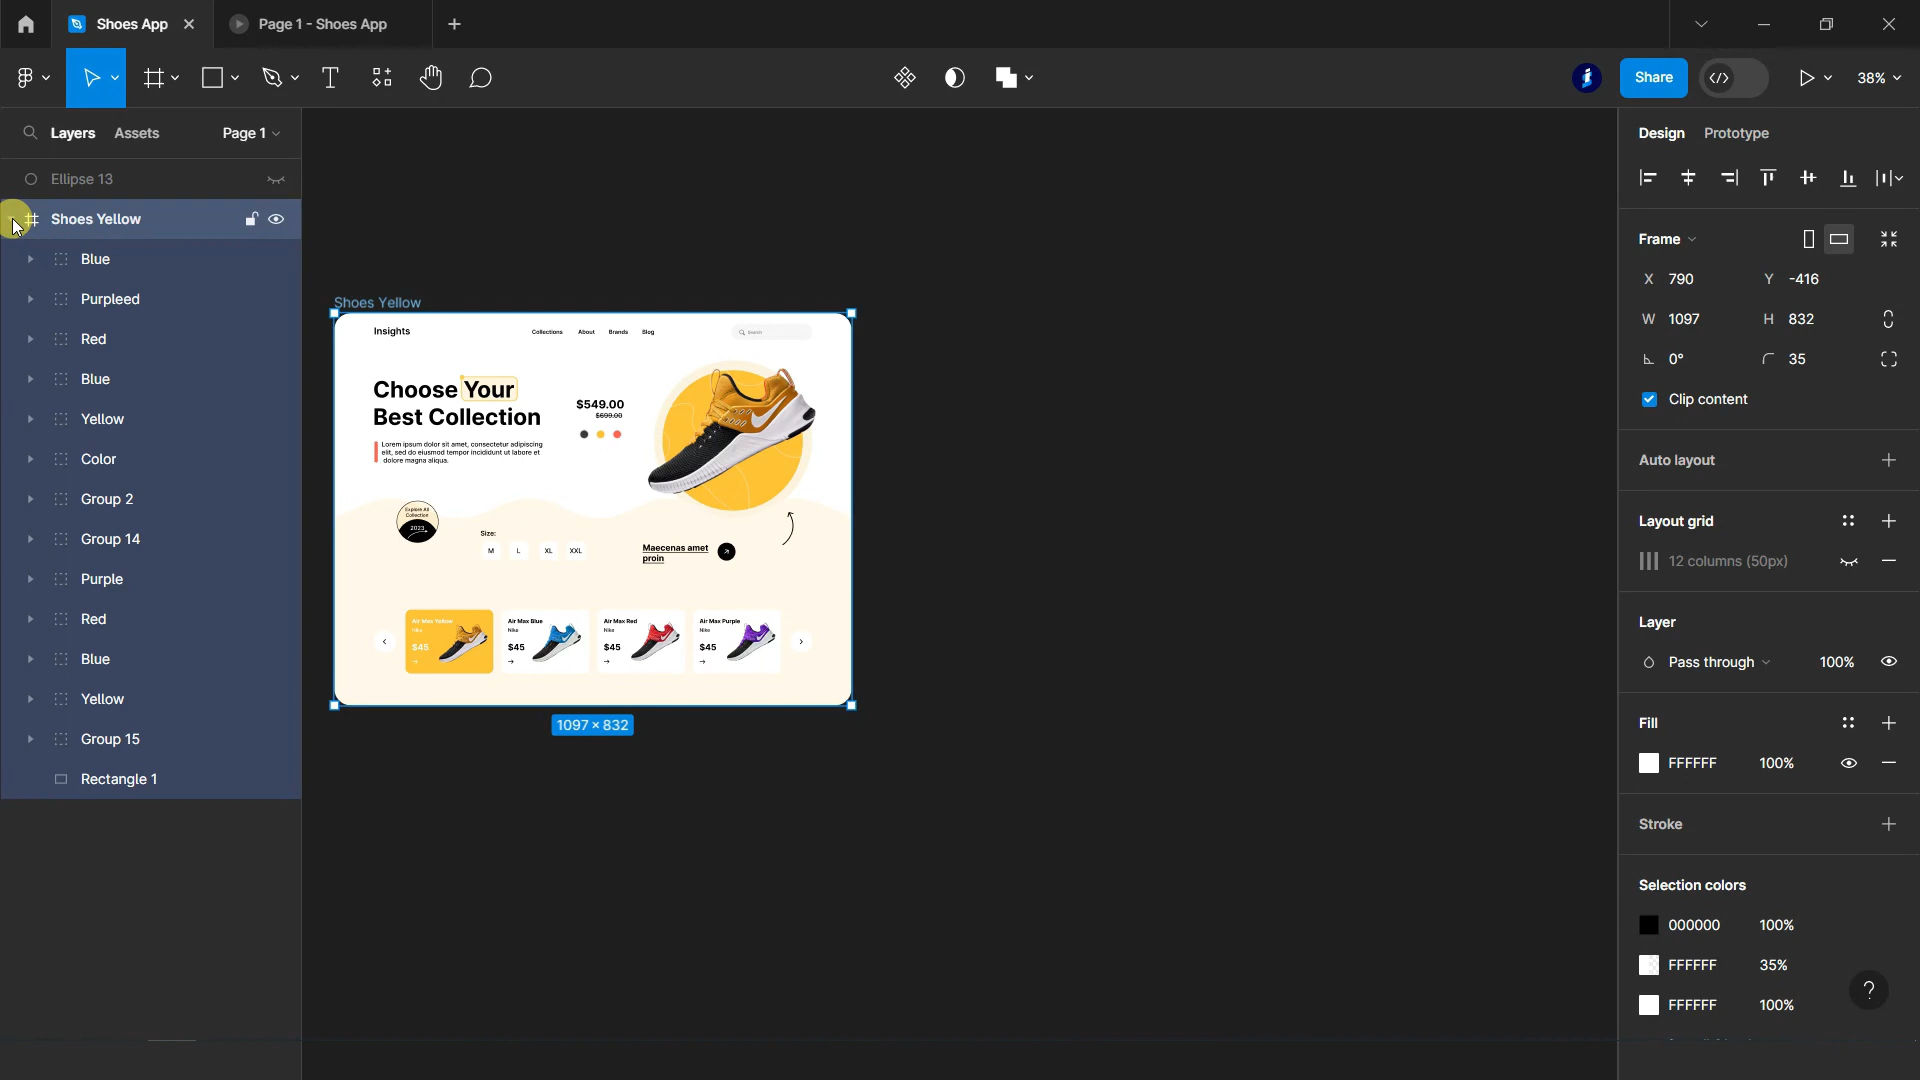 Shoes App
Page 1 - Shoes App
Share
38%
Layers
Assets
Page 1
Design
Prototype
Ellipse 13
Shoes Yellow
Blue
Purpleed
Red
Blue
Yellow
Color
Group 2
Group 14
Purple
Red
Blue
Yellow
Group 15
Rectangle 1
Shoes Yellow
Insights
Collections
About
Brands
Blog
Search
Choose Your
Best Collection
$549.00
$699.00
Lorem ipsum dolor sit amet, consectetur adipiscing
elit, sed do eiusmod tempor incididunt ut labore et
dolore magna aliqua.
Explore All
Collection
2023
Size:
M
L
XL
XXL
Maecenas amet
proin
Air Max Yellow
Nike
$45
Air Max Blue
Nike
$45
Air Max Red
Nike
$45
Air Max Purple
Nike
$45
1097 × 832
Frame
X 790
Y -416
W 1097
H 832
0°
35
Clip content
Auto layout
Layout grid
12 columns (50px)
Layer
Pass through
100%
Fill
FFFFFF
100%
Stroke
Selection colors
000000
100%
FFFFFF
35%
FFFFFF
100%
?